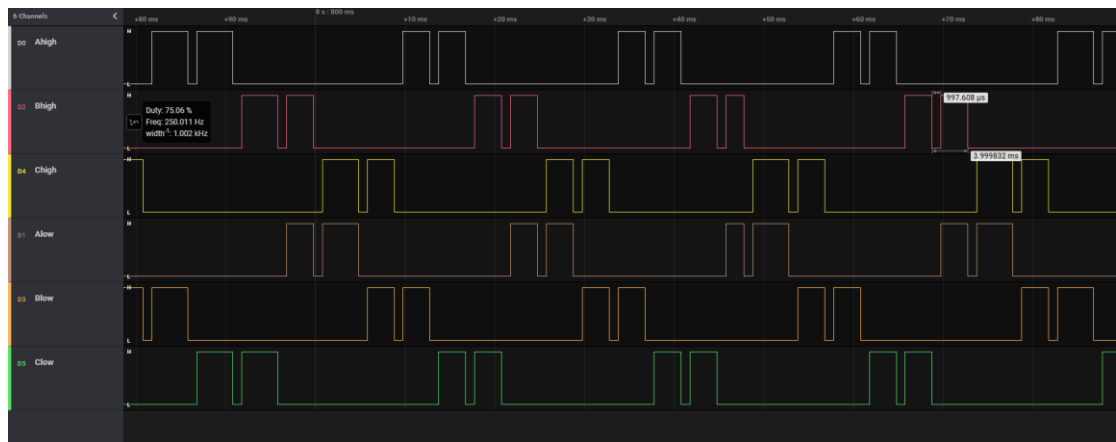 6 Channels
0 s : 800 ms
+80 ms
+90 ms
+10 ms
+20 ms
+30 ms
+40 ms
+50 ms
+60 ms
+70 ms
+80 ms
D0 Ahigh
H
L
D2 Bhigh
H
L
Duty: 75.06 %
Freq: 250.011 Hz
width⁻¹: 1.002 kHz
997.608 µs
3.999832 ms
D4 Chigh
H
L
D1 Alow
H
L
D3 Blow
H
L
D5 Clow
H
L